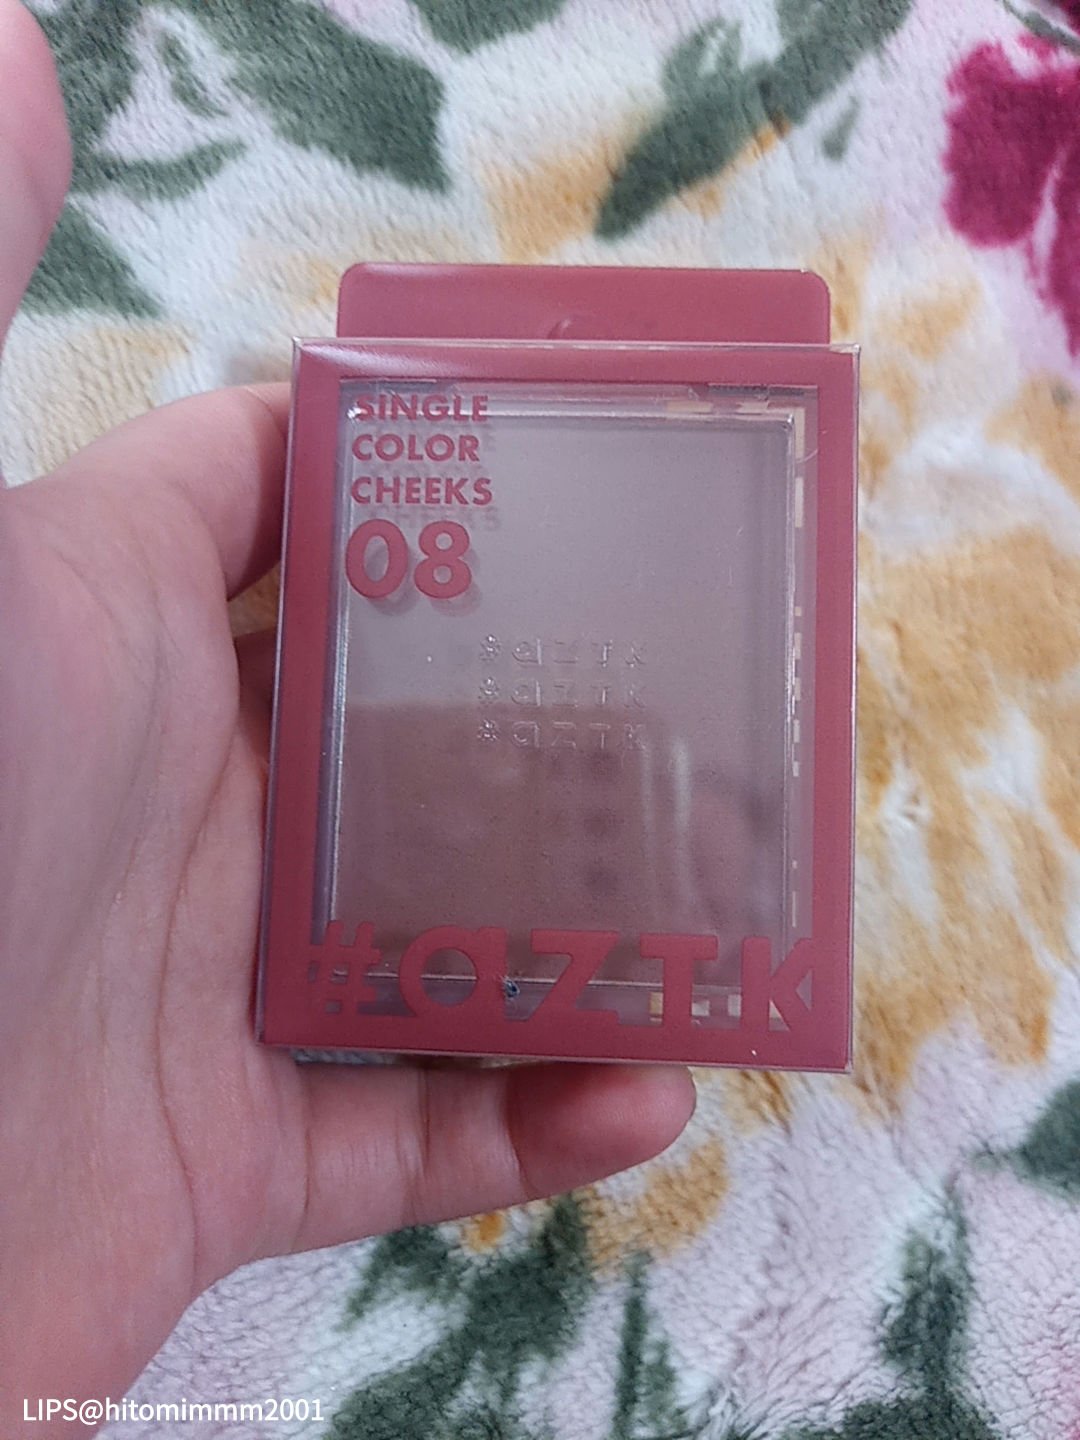 SINGLE
COLOR
CHEEKS
08
#aZTK
#aZTK
#aZTK
#aZTK
LIPS@hitomimmm2001